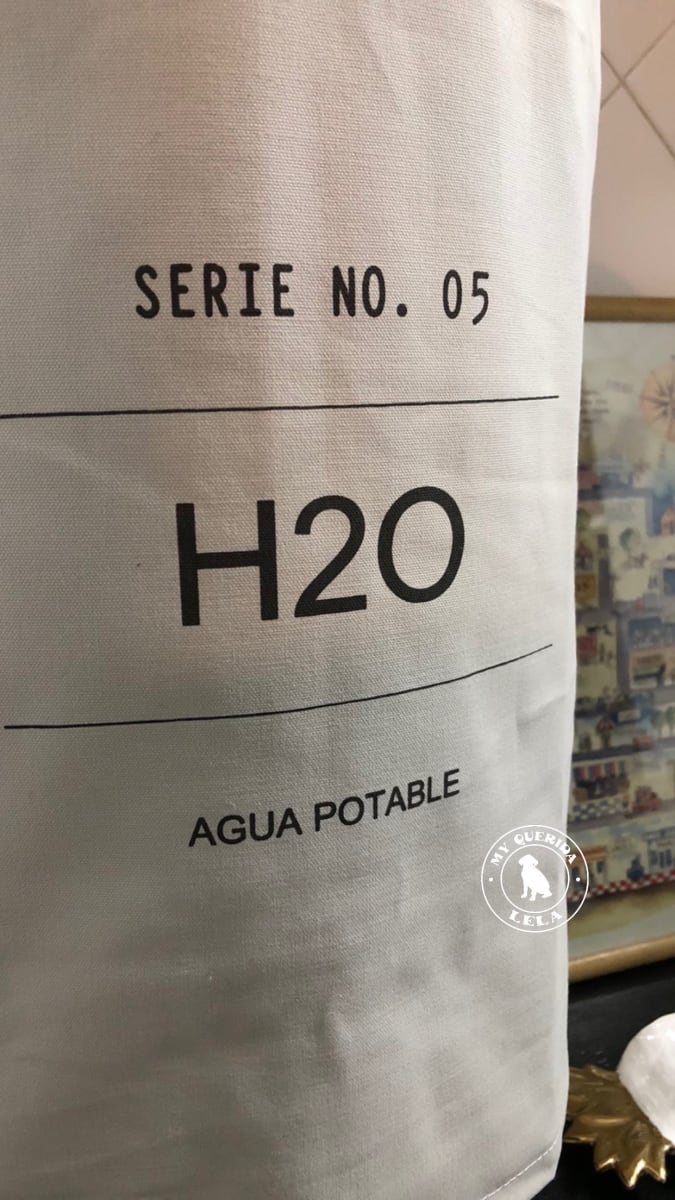 SERIE NO. 05
H2O
AGUA POTABLE
MY QUERIDA
LELA